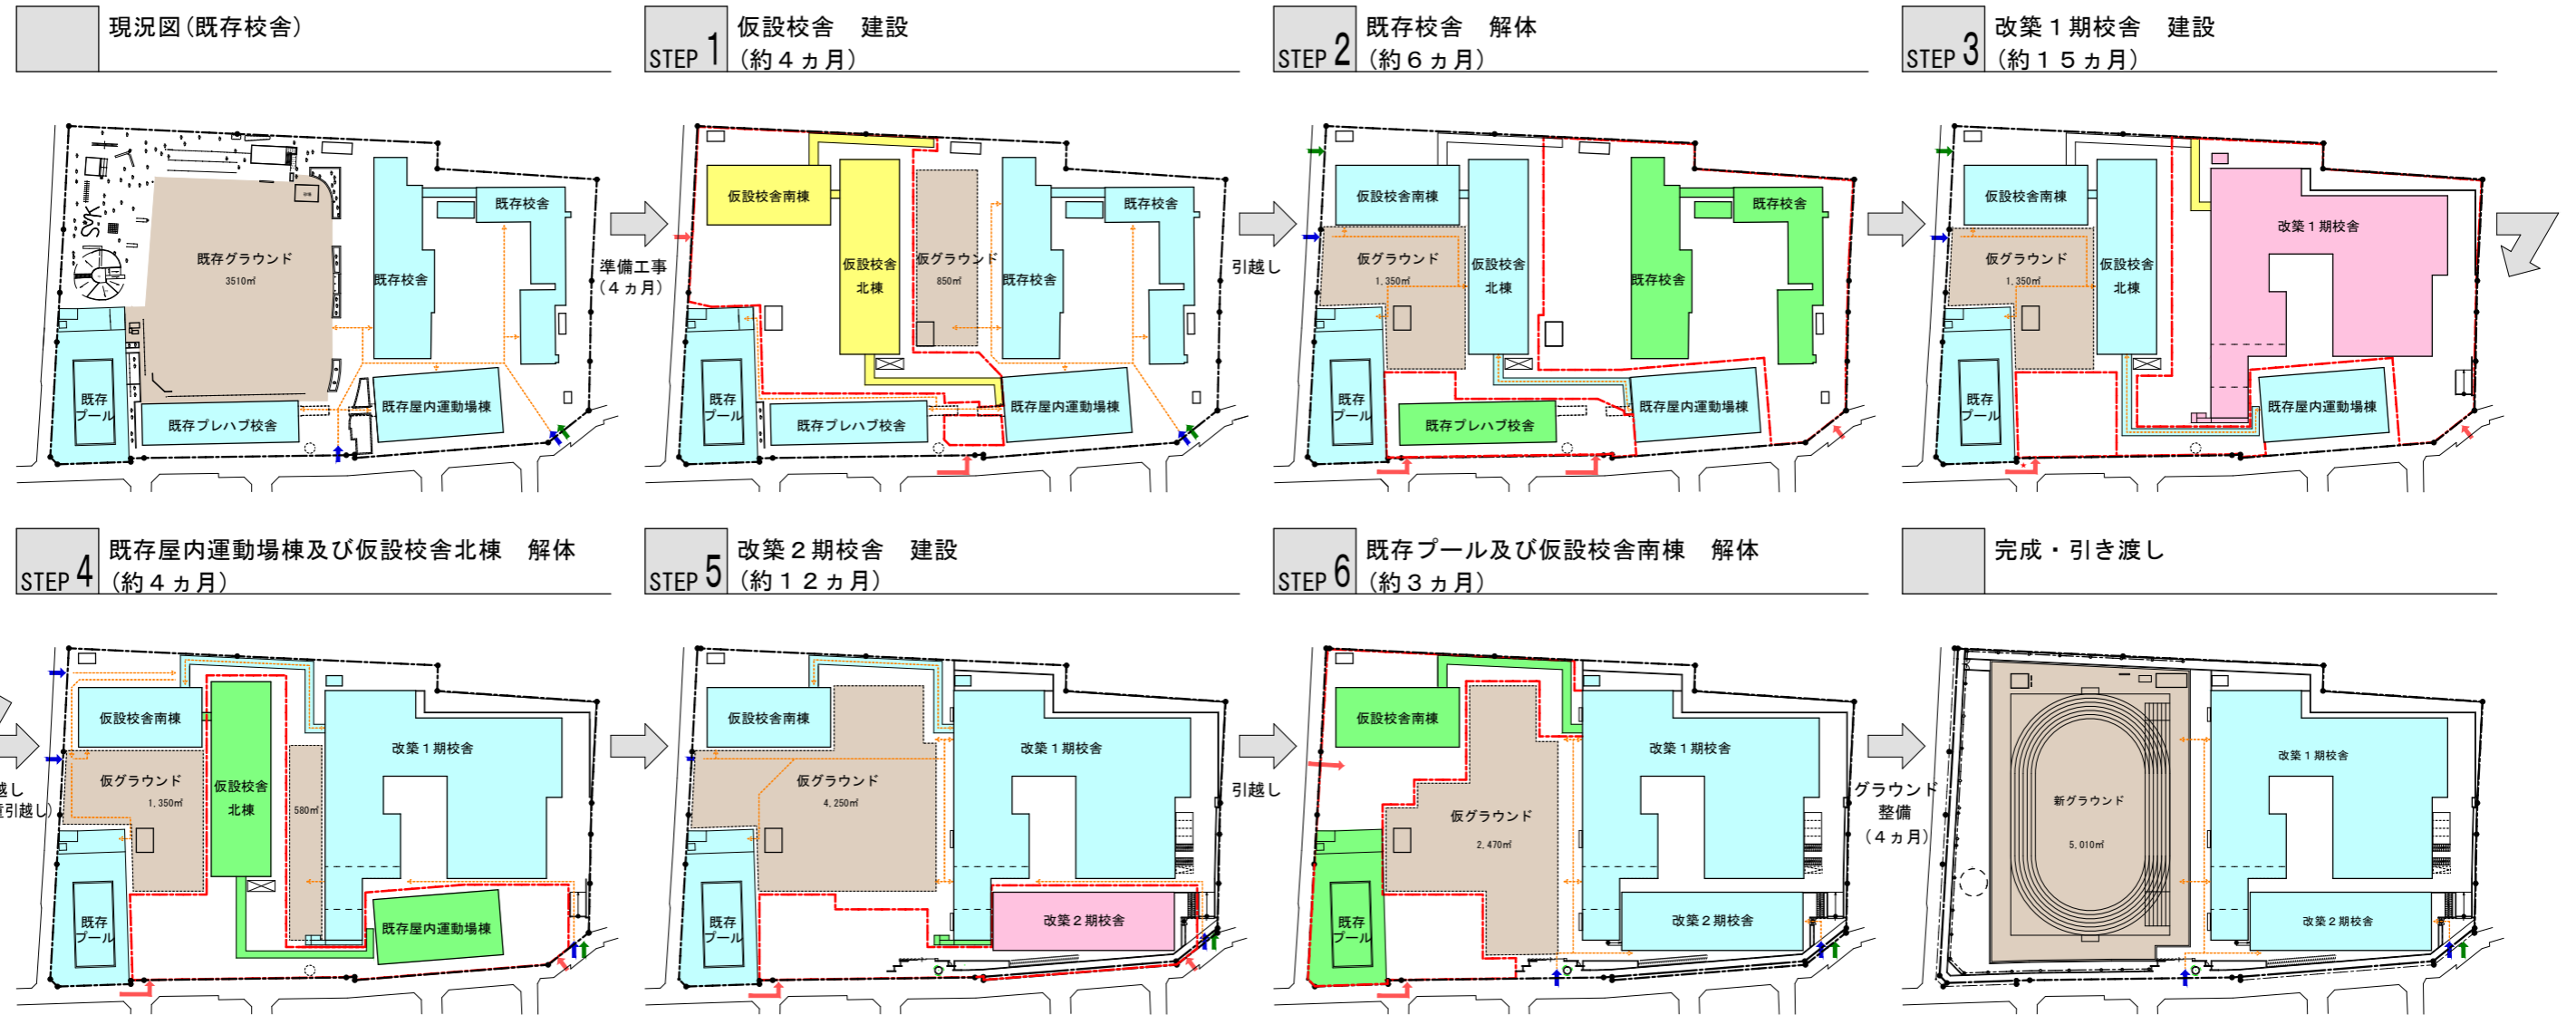 現況図(既存校舎)
既存グラウンド
3510㎡
既存校舎
既存校舎
既存プール
既存プレハブ校舎
既存屋内運動場棟
準備工事
(4ヵ月)
STEP 1
仮設校舎 建設
(約4ヵ月)
仮設校舎南棟
仮設校舎
北棟
仮グラウンド
850㎡
既存校舎
既存校舎
既存
プール
既存プレハブ校舎
既存屋内運動場棟
引越し
STEP 2
既存校舎 解体
(約6ヵ月)
仮設校舎南棟
仮グラウンド
1,350㎡
仮設校舎
北棟
既存校舎
既存校舎
既存
プール
既存プレハブ校舎
既存屋内運動場棟
STEP 3
改築1期校舎 建設
(約15ヵ月)
仮設校舎南棟
仮グラウンド
1,350㎡
仮設校舎
北棟
改築1期校舎
既存
プール
既存屋内運動場棟
STEP 4
既存屋内運動場棟及び仮設校舎北棟 解体
(約4ヵ月)
越し
引越し)
仮設校舎南棟
仮グラウンド
1,350㎡
仮設校舎
北棟
580㎡
改築1期校舎
既存
プール
既存屋内運動場棟
STEP 5
改築2期校舎 建設
(約12ヵ月)
仮設校舎南棟
仮グラウンド
4,250㎡
改築1期校舎
既存
プール
改築2期校舎
引越し
STEP 6
既存プール及び仮設校舎南棟 解体
(約3ヵ月)
仮設校舎南棟
仮グラウンド
2,470㎡
改築1期校舎
既存
プール
改築2期校舎
グラウンド
整備
(4ヵ月)
完成・引き渡し
新グラウンド
5,010㎡
改築1期校舎
改築2期校舎